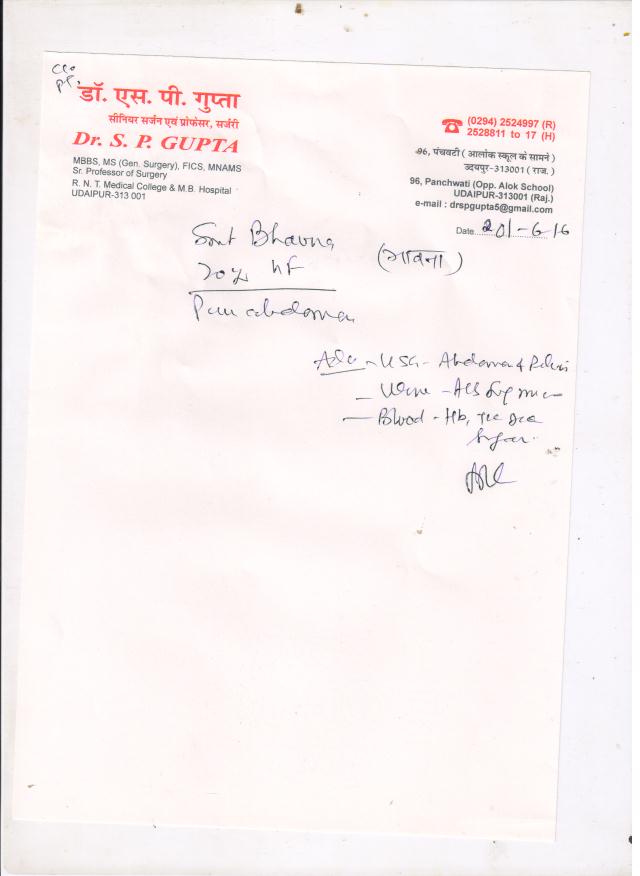 डॉ. एस. पी. गुप्ता
सीनियर सर्जन एवं प्रोफेसर, सर्जरी
Dr. S. P. GUPTA
MBBS, MS (Gen. Surgery), FICS, MNAMS
Sr. Professor of Surgery
R. N. T. Medical College & M.B. Hospital
UDAIPUR-313 001
(0294) 2524997 (R)
2528811 to 17 (H)
96, पंचवटी ( आलोक स्कूल के सामने )
उदयपुर-313001 ( राज. )
96, Panchwati (Opp. Alok School)
UDAIPUR-313001 (Raj.)
e-mail : drspgupta5@gmail.com
Date 20/-6/16
Smt Bhavna (भावना)
Pain abdomen
Adv - USG - Abdomen & Pelvis
- Urine -
- Blood - Hb, TLC DLC
Sugar